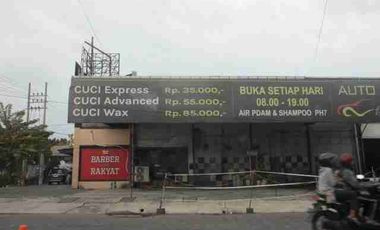 CUCI Express Rp. 35.000,-
CUCI Advanced Rp. 55.000,-
CUCI Wax Rp. 85.000,-
BUKA SETIAP HARI
08.00 - 19.00
AIR PDAM & SHAMPOO PH7
AUTO
BARBER
RAKYAT